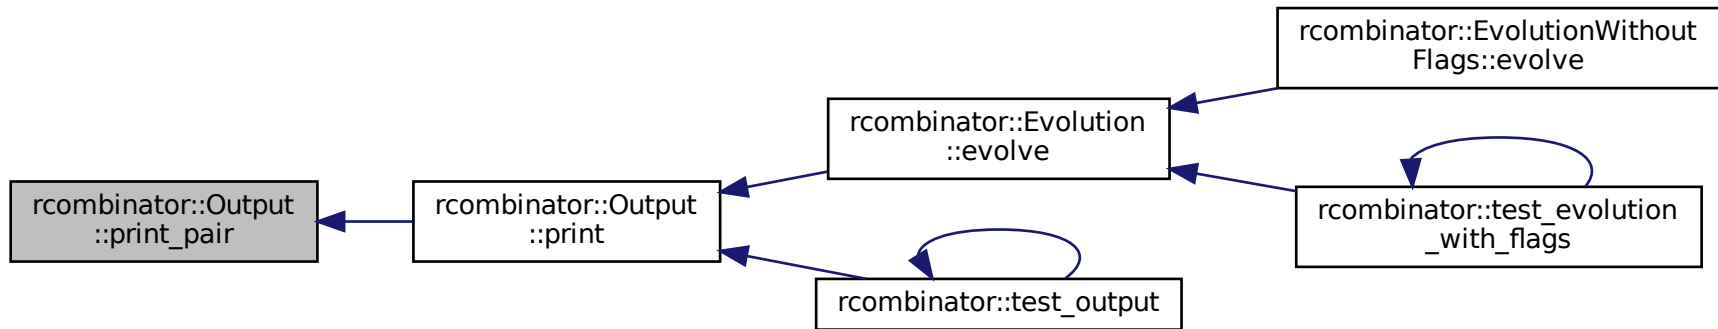 rcombinator::Output
::print_pair
rcombinator::Output
::print
rcombinator::Evolution
::evolve
rcombinator::EvolutionWithout
Flags::evolve
rcombinator::test_evolution
_with_flags
rcombinator::test_output